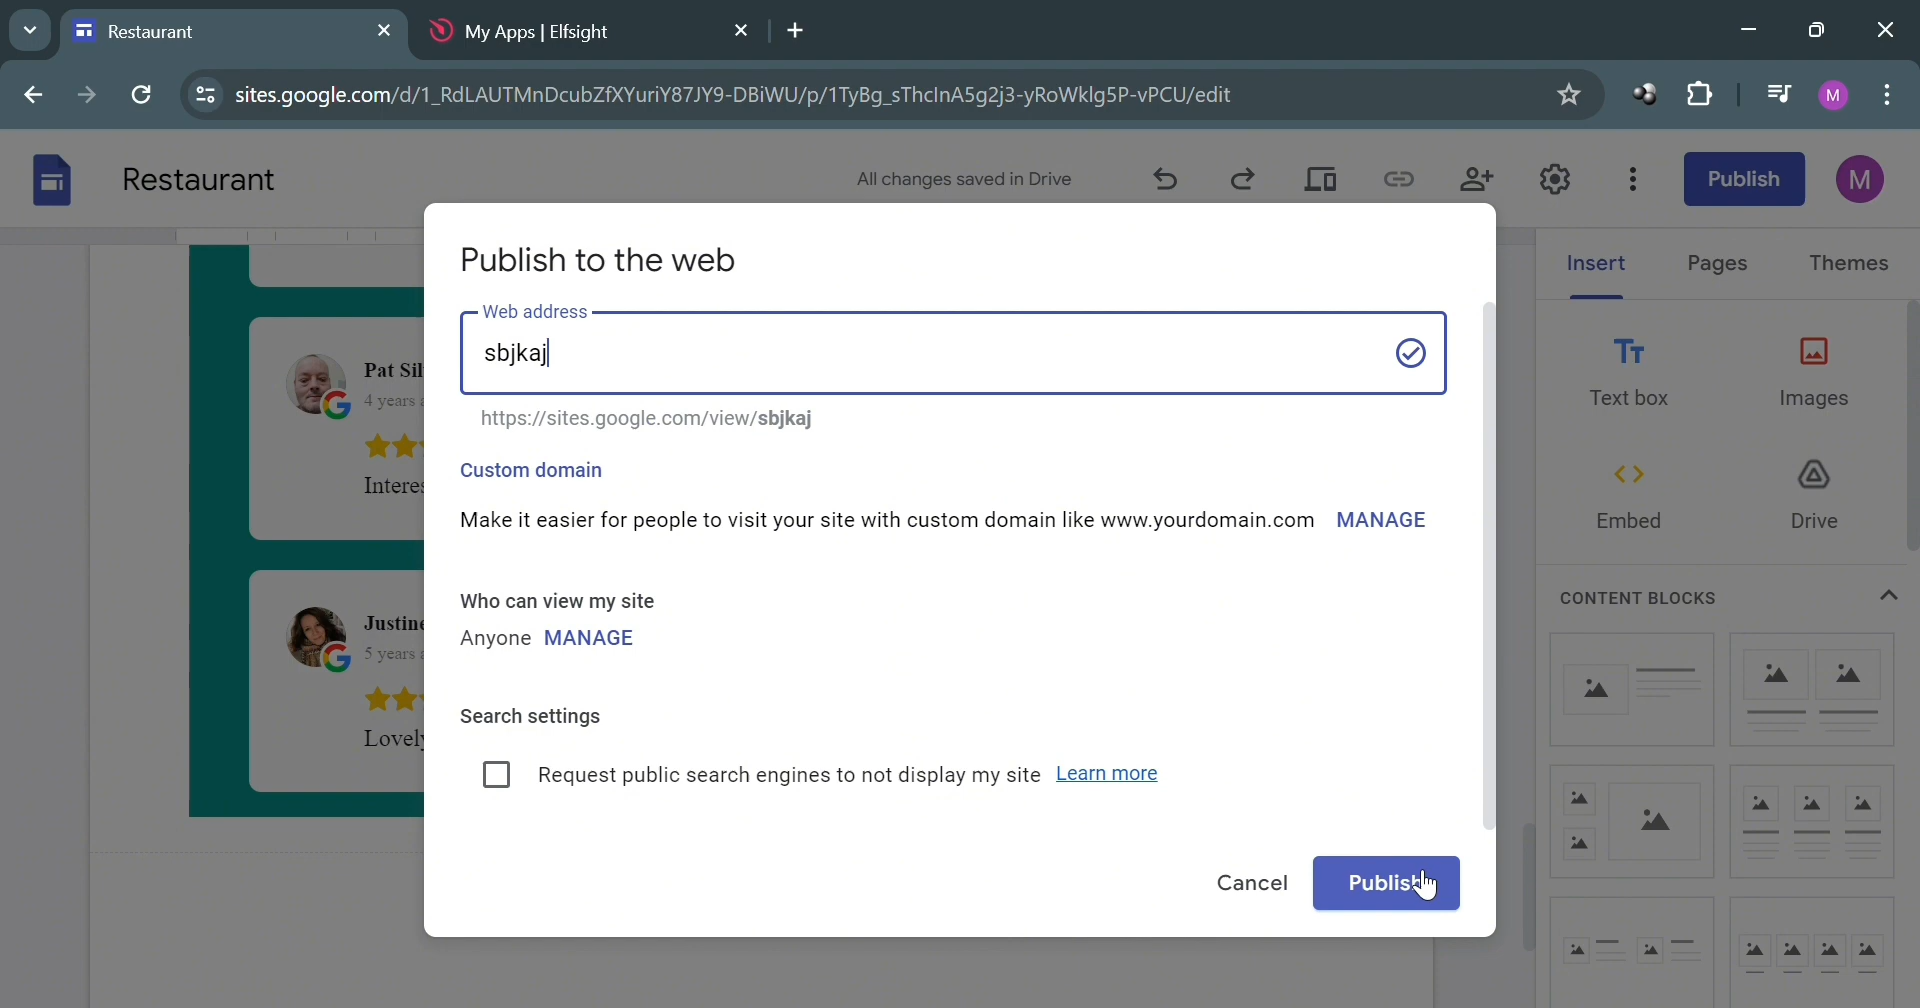 Restaurant
My Apps | Elfsight
sites.google.com/d/1_RdLAUTMnDcubZfXYuriY87JY9-DBiWU/p/1TyBg_sThclnA5g2j3-yRoWklg5P-vPCU/edit
M
Restaurant
All changes saved in Drive
Publish
M
Publish to the web
Web address
sbjkaj
https://sites.google.com/view/sbjkaj
Custom domain
Make it easier for people to visit your site with custom domain like www.yourdomain.com MANAGE
Who can view my site
Anyone MANAGE
Search settings
Request public search engines to not display my site Learn more
Cancel
Publish
Pat Sil
4 years
Interes
Justine
5 years
Lovely
Insert
Pages
Themes
Text box
Images
Embed
Drive
CONTENT BLOCKS